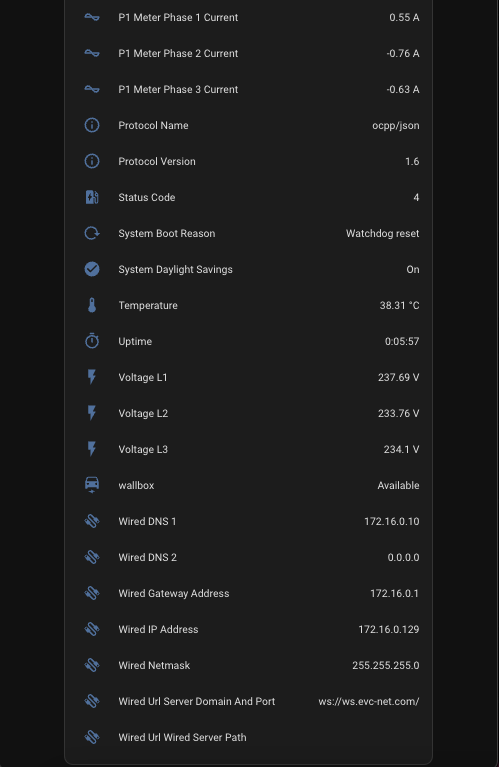 P1 Meter Phase 1 Current 0.55 A
P1 Meter Phase 2 Current -0.76 A
P1 Meter Phase 3 Current -0.63 A
Protocol Name ocpp/json
Protocol Version 1.6
Status Code 4
System Boot Reason Watchdog reset
System Daylight Savings On
Temperature 38.31 °C
Uptime 0:05:57
Voltage L1 237.69 V
Voltage L2 233.76 V
Voltage L3 234.1 V
wallbox Available
Wired DNS 1 172.16.0.10
Wired DNS 2 0.0.0.0
Wired Gateway Address 172.16.0.1
Wired IP Address 172.16.0.129
Wired Netmask 255.255.255.0
Wired Url Server Domain And Port ws://ws.evc-net.com/
Wired Url Wired Server Path